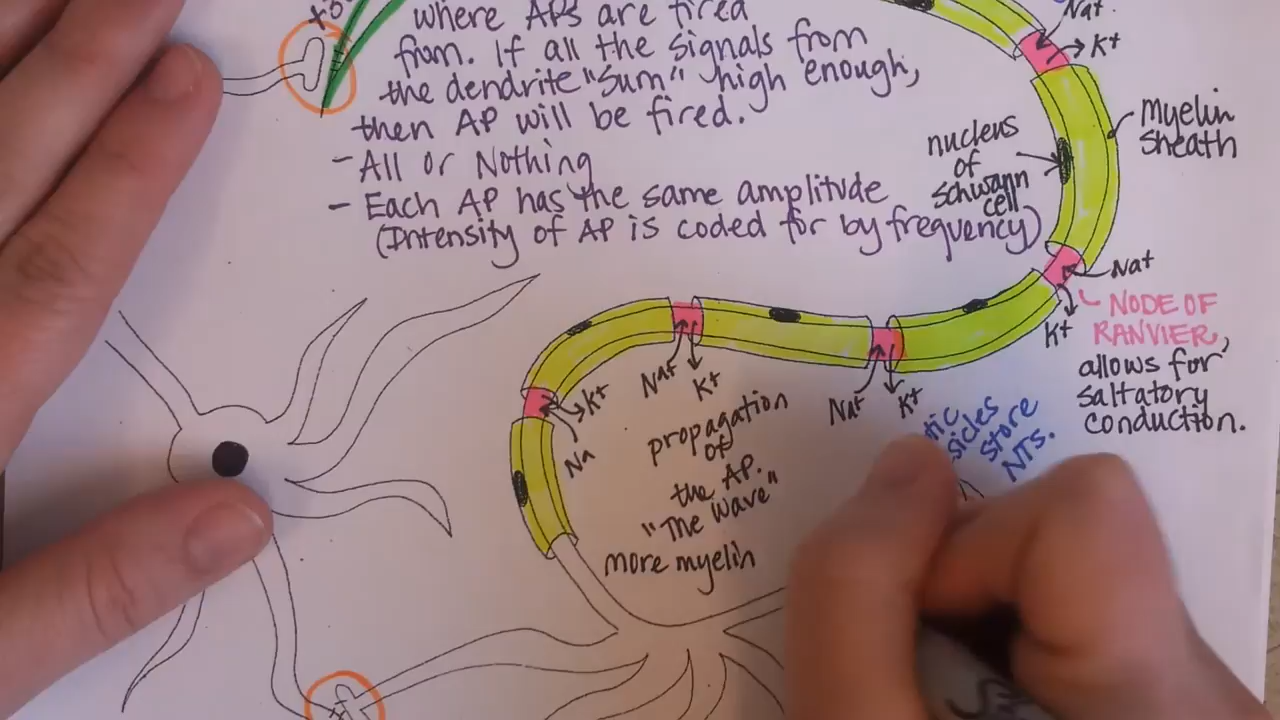 where APs are fired
from. If all the signals from
the dendrite "Sum" high enough,
then AP will be fired.
- All or Nothing
- Each AP has the same amplitude
(Intensity of AP is coded for by frequency)
Nat
K+
nucleus
of
Schwann
cell
myelin
sheath
Na+
K+
NODE OF
RANVIER,
allows for
saltatory
conduction.
Na+
K+
Na+
K+
K+
Na
propagation
of
the AP.
"The wave"
more myelin
tic
sicles
store
NTs.